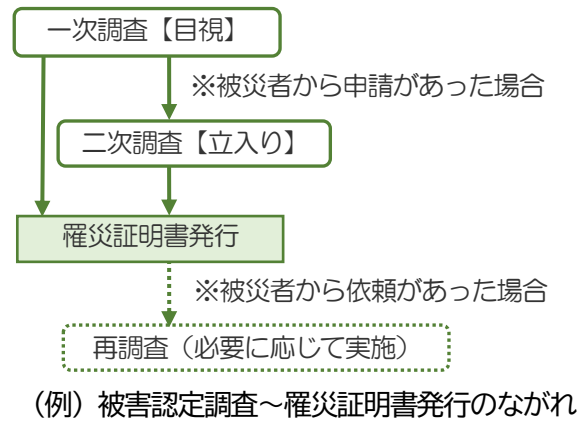 一次調査【目視】
※被災者から申請があった場合
二次調査【立入り】
罹災証明書発行
※被災者から依頼があった場合
再調査（必要に応じて実施）
（例）被害認定調査～罹災証明書発行のながれ